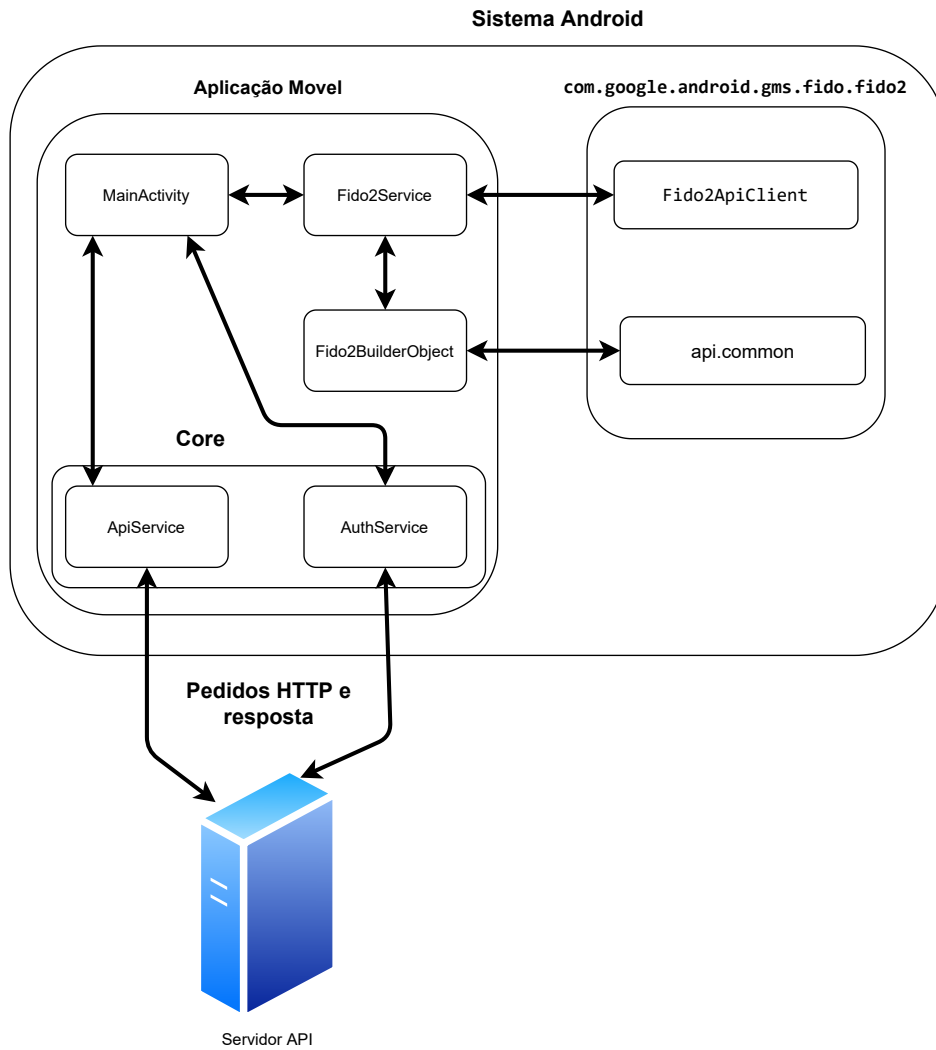 Sistema Android
Aplicação Movel
com.google.android.gms.fido.fido2
MainActivity
Fido2Service
Fido2ApiClient
Fido2BuilderObject
api.common
Core
ApiService
AuthService
Pedidos HTTP e
resposta
Servidor API